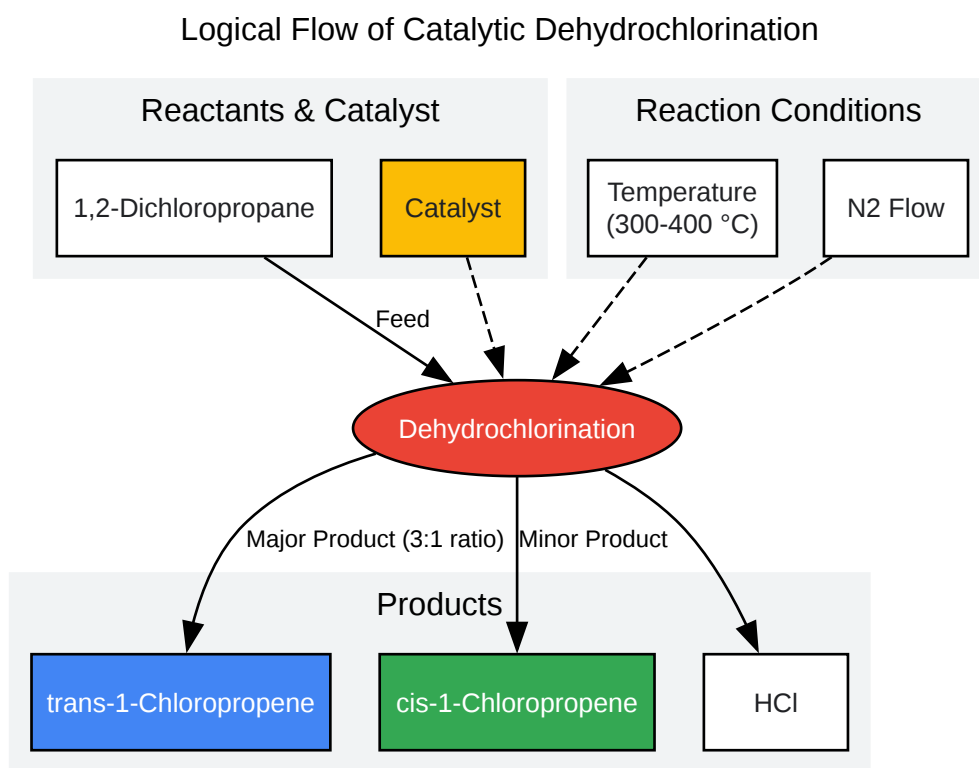 Logical Flow of Catalytic Dehydrochlorination
Reactants & Catalyst
Reaction Conditions
1,2-Dichloropropane
Catalyst
Temperature
(300-400 °C)
N2 Flow
Feed
Dehydrochlorination
Major Product (3:1 ratio)
Minor Product
Products
trans-1-Chloropropene
cis-1-Chloropropene
HCl